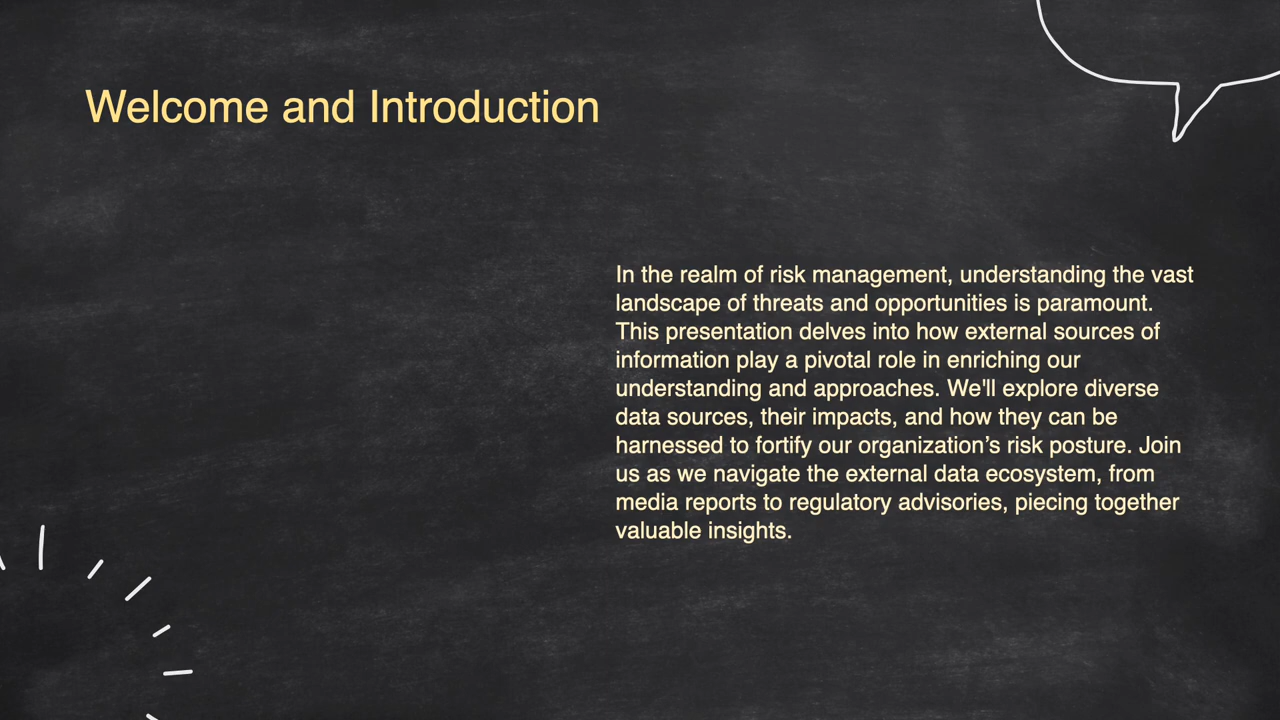 Welcome and Introduction
In the realm of risk management, understanding the vast
landscape of threats and opportunities is paramount.
This presentation delves into how external sources of
information play a pivotal role in enriching our
understanding and approaches. We'll explore diverse
data sources, their impacts, and how they can be
harnessed to fortify our organization’s risk posture. Join
us as we navigate the external data ecosystem, from
media reports to regulatory advisories, piecing together
valuable insights.